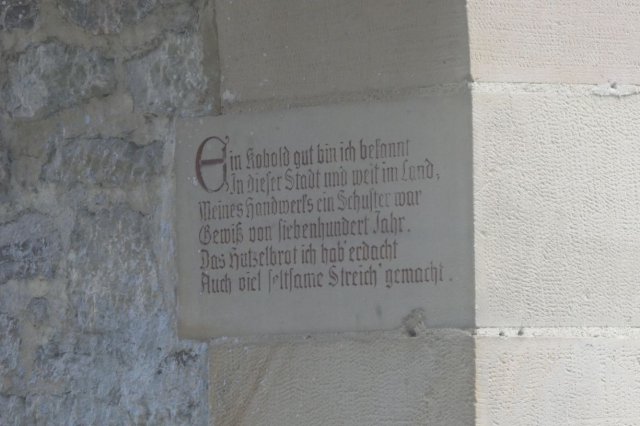 Ein Kobold gut bin ich bekannt
In dieser Stadt und weit im Land;
Meines Handwerks ein Schuster war
Gewiß von siebenhundert Jahr.
Das Hutzelbrot ich hab' erdacht
Auch viel seltsame Streich' gemacht.